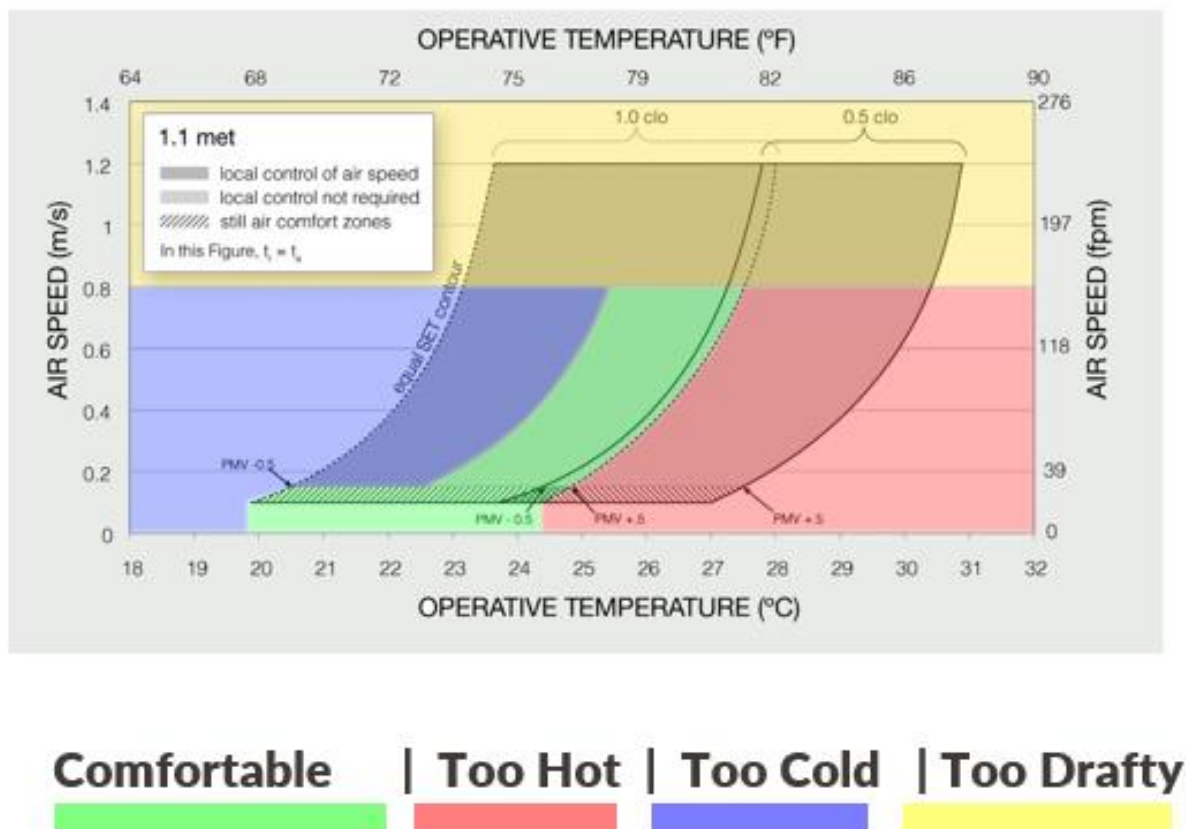 OPERATIVE TEMPERATURE (ºF)
64 68 72 75 79 82 86 90
1.4 276
1.0 clo 0.5 clo
1.1 met
local control of air speed
local control not required
still air comfort zones
In this Figure, tᵣ = tₐ
1.2
1 197
0.8
0.6 118
0.4
0.2 39
0 0
AIR SPEED (m/s)
AIR SPEED (fpm)
equal SET contour
PMV -0.5
PMV - 0.5 PMV +.5 PMV +.5
18 19 20 21 22 23 24 25 26 27 28 29 30 31 32
OPERATIVE TEMPERATURE (ºC)
Comfortable | Too Hot | Too Cold | Too Drafty